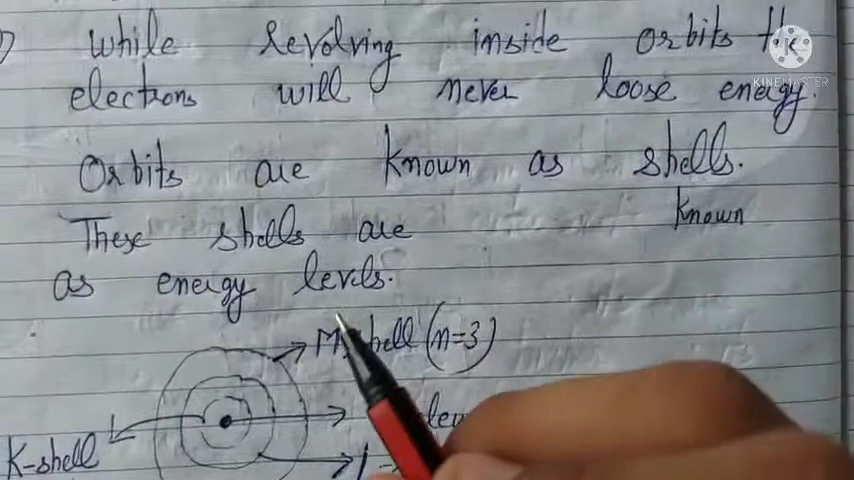 while revolving inside orbits the
electrons will never loose energy.
Orbits are known as shells.
These shells are known
as energy levels.
M-shell (n=3)
K-shell
KINEMASTER